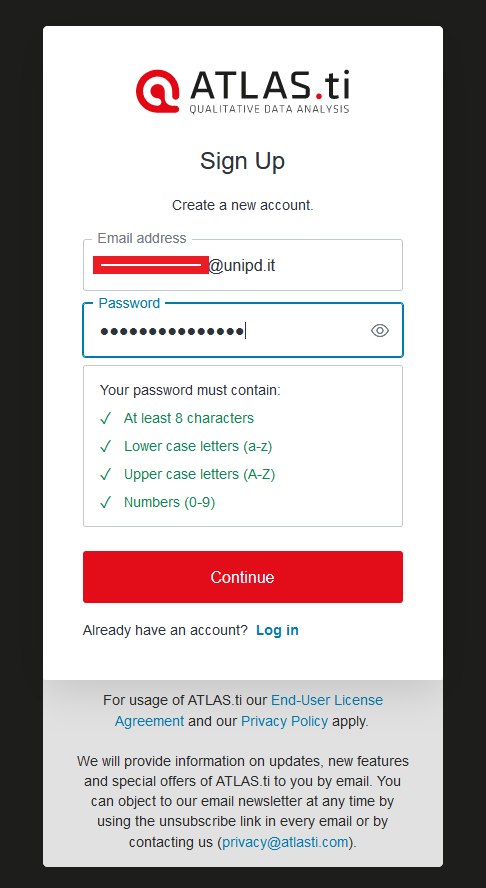 ATLAS.ti
QUALITATIVE DATA ANALYSIS
Sign Up
Create a new account.
Email address
@unipd.it
Password
Your password must contain:
At least 8 characters
Lower case letters (a-z)
Upper case letters (A-Z)
Numbers (0-9)
Continue
Already have an account? Log in
For usage of ATLAS.ti our End-User License
Agreement and our Privacy Policy apply.
We will provide information on updates, new features
and special offers of ATLAS.ti to you by email. You
can object to our email newsletter at any time by
using the unsubscribe link in every email or by
contacting us (privacy@atlasti.com).